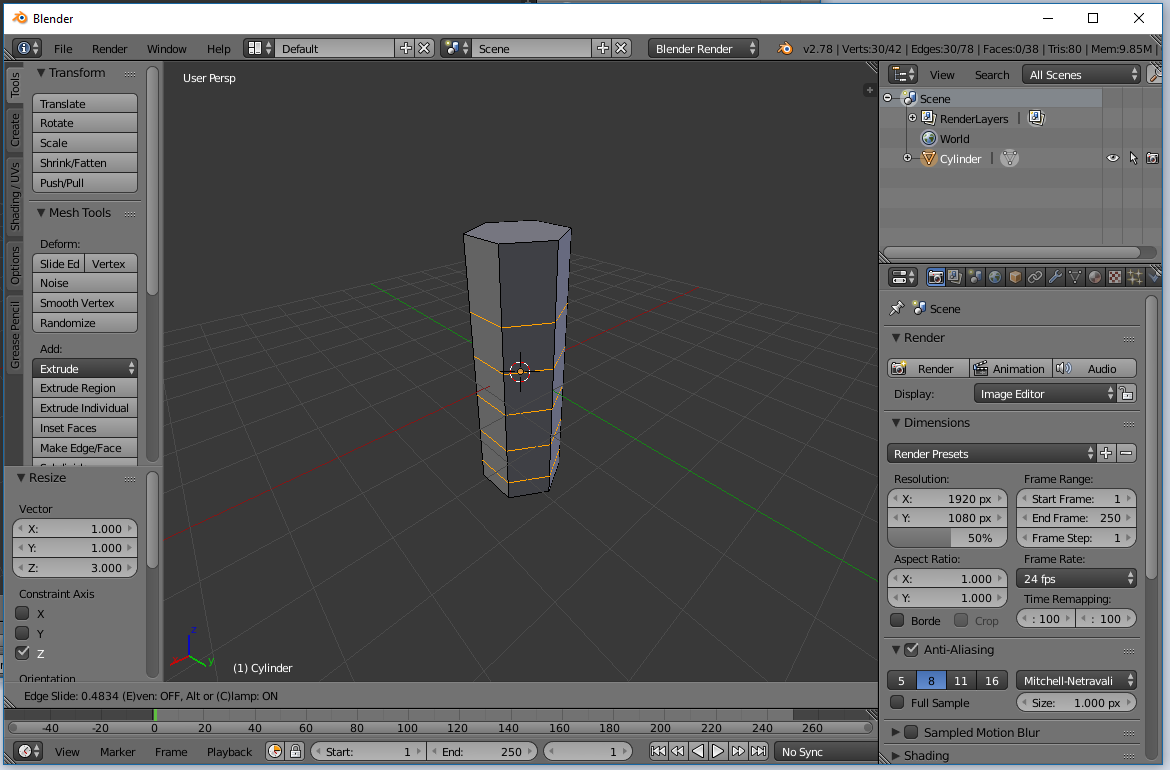 Blender
File Render Window Help Default Scene Blender Render v2.78 | Verts:30/42 | Edges:30/78 | Faces:0/38 | Tris:80 | Mem:9.85M
Tools
Create
Shading / UVs
Options
Grease Pencil
Transform
Translate
Rotate
Scale
Shrink/Fatten
Push/Pull
Mesh Tools
Deform:
Slide Ed Vertex
Noise
Smooth Vertex
Randomize
Add:
Extrude
Extrude Region
Extrude Individual
Inset Faces
Make Edge/Face
Resize
Vector
X: 1.000
Y: 1.000
Z: 3.000
Constraint Axis
X
Y
Z
Orientation
User Persp
z
x
y
(1) Cylinder
Edge Slide: 0.4834 (E)ven: OFF, Alt or (C)lamp: ON
-40 -20 0 20 40 60 80 100 120 140 160 180 200 220 240 260
View Marker Frame Playback Start: 1 End: 250 1 No Sync
View Search All Scenes
Scene
RenderLayers |
World
Cylinder |
Scene
Render
Render Animation Audio
Display: Image Editor
Dimensions
Render Presets
Resolution: Frame Range:
X: 1920 px Start Frame: 1
Y: 1080 px End Frame: 250
50% Frame Step: 1
Aspect Ratio: Frame Rate:
X: 1.000 24 fps
Y: 1.000 Time Remapping:
Borde Crop : 100 : 100
Anti-Aliasing
5 8 11 16 Mitchell-Netravali
Full Sample Size: 1.000 px
Sampled Motion Blur
Shading